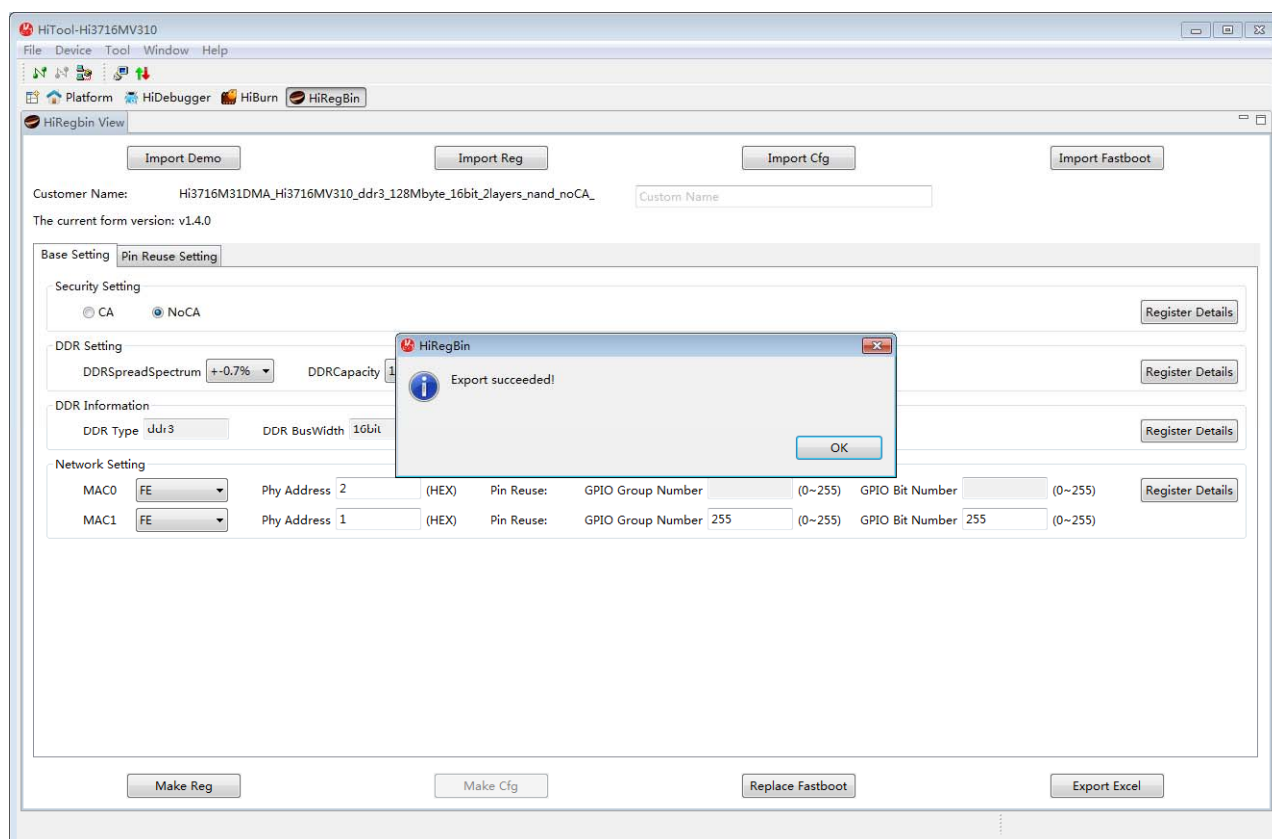 HiTool-Hi3716MV310
File Device Tool Window Help
Platform HiDebugger HiBurn HiRegBin
HiRegbin View
Import Demo Import Reg Import Cfg Import Fastboot
Customer Name: Hi3716M31DMA_Hi3716MV310_ddr3_128Mbyte_16bit_2layers_nand_noCA_ Custom Name
The current form version: v1.4.0
Base Setting Pin Reuse Setting
Security Setting
CA NoCA Register Details
DDR Setting
DDRSpreadSpectrum +-0.7% DDRCapacity 1 Register Details
HiRegBin
Export succeeded!
OK
DDR Information
DDR Type ddr3 DDR BusWidth 16bit Register Details
Network Setting
MAC0 FE Phy Address 2 (HEX) Pin Reuse: GPIO Group Number (0~255) GPIO Bit Number (0~255) Register Details
MAC1 FE Phy Address 1 (HEX) Pin Reuse: GPIO Group Number 255 (0~255) GPIO Bit Number 255 (0~255)
Make Reg Make Cfg Replace Fastboot Export Excel